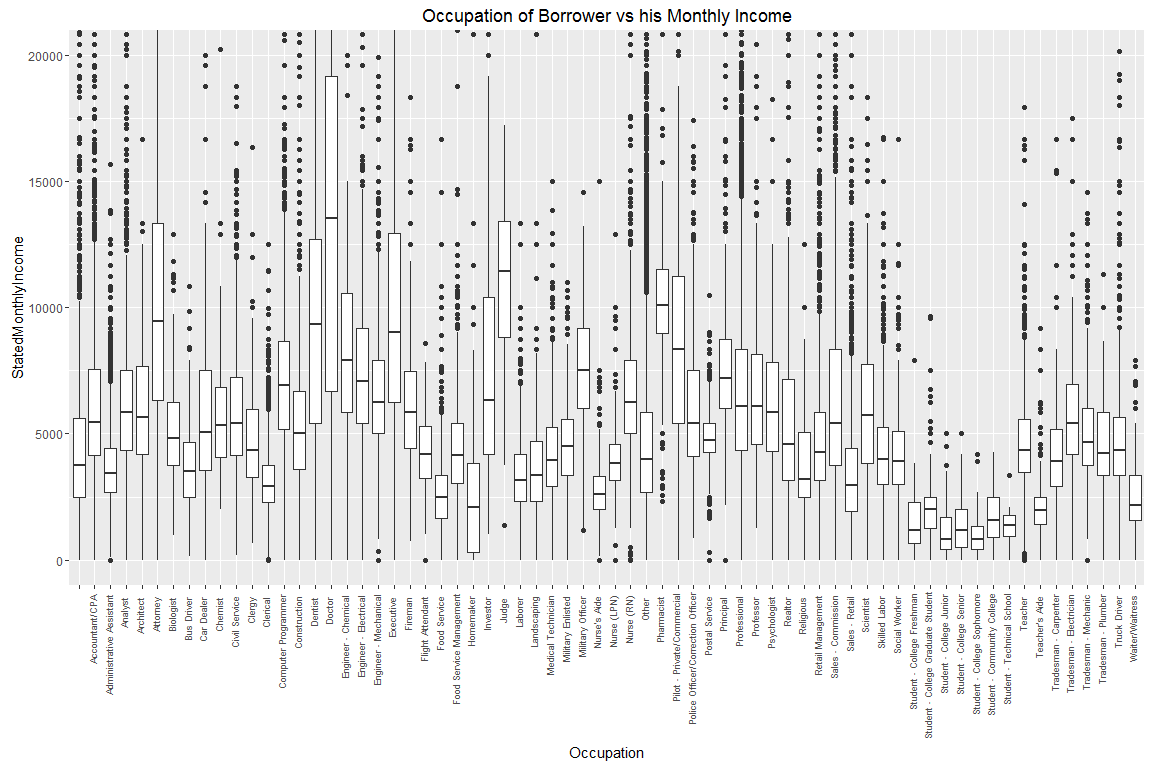 Occupation of Borrower vs his Monthly Income
StatedMonthlyIncome
20000
15000
10000
5000
0
Accountant/CPA
Administrative Assistant
Analyst
Architect
Attorney
Biologist
Bus Driver
Car Dealer
Chemist
Civil Service
Clergy
Clerical
Computer Programmer
Construction
Dentist
Doctor
Engineer - Chemical
Engineer - Electrical
Engineer - Mechanical
Executive
Fireman
Flight Attendant
Food Service
Food Service Management
Homemaker
Investor
Judge
Laborer
Landscaping
Medical Technician
Military Enlisted
Military Officer
Nurse's Aide
Nurse (LPN)
Nurse (RN)
Other
Pharmacist
Pilot - Private/Commercial
Police Officer/Correction Officer
Postal Service
Principal
Professional
Professor
Psychologist
Realtor
Religious
Retail Management
Sales - Commission
Sales - Retail
Scientist
Skilled Labor
Social Worker
Student - College Freshman
Student - College Graduate Student
Student - College Junior
Student - College Senior
Student - College Sophomore
Student - Community College
Student - Technical School
Teacher
Teacher's Aide
Tradesman - Carpenter
Tradesman - Electrician
Tradesman - Mechanic
Tradesman - Plumber
Truck Driver
Waiter/Waitress
Occupation